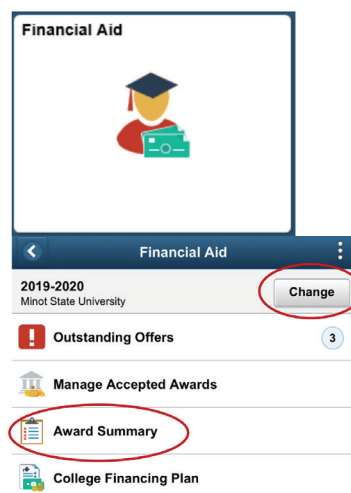 Financial Aid
Financial Aid
2019-2020
Minot State University
Change
Outstanding Offers
3
Manage Accepted Awards
Award Summary
College Financing Plan